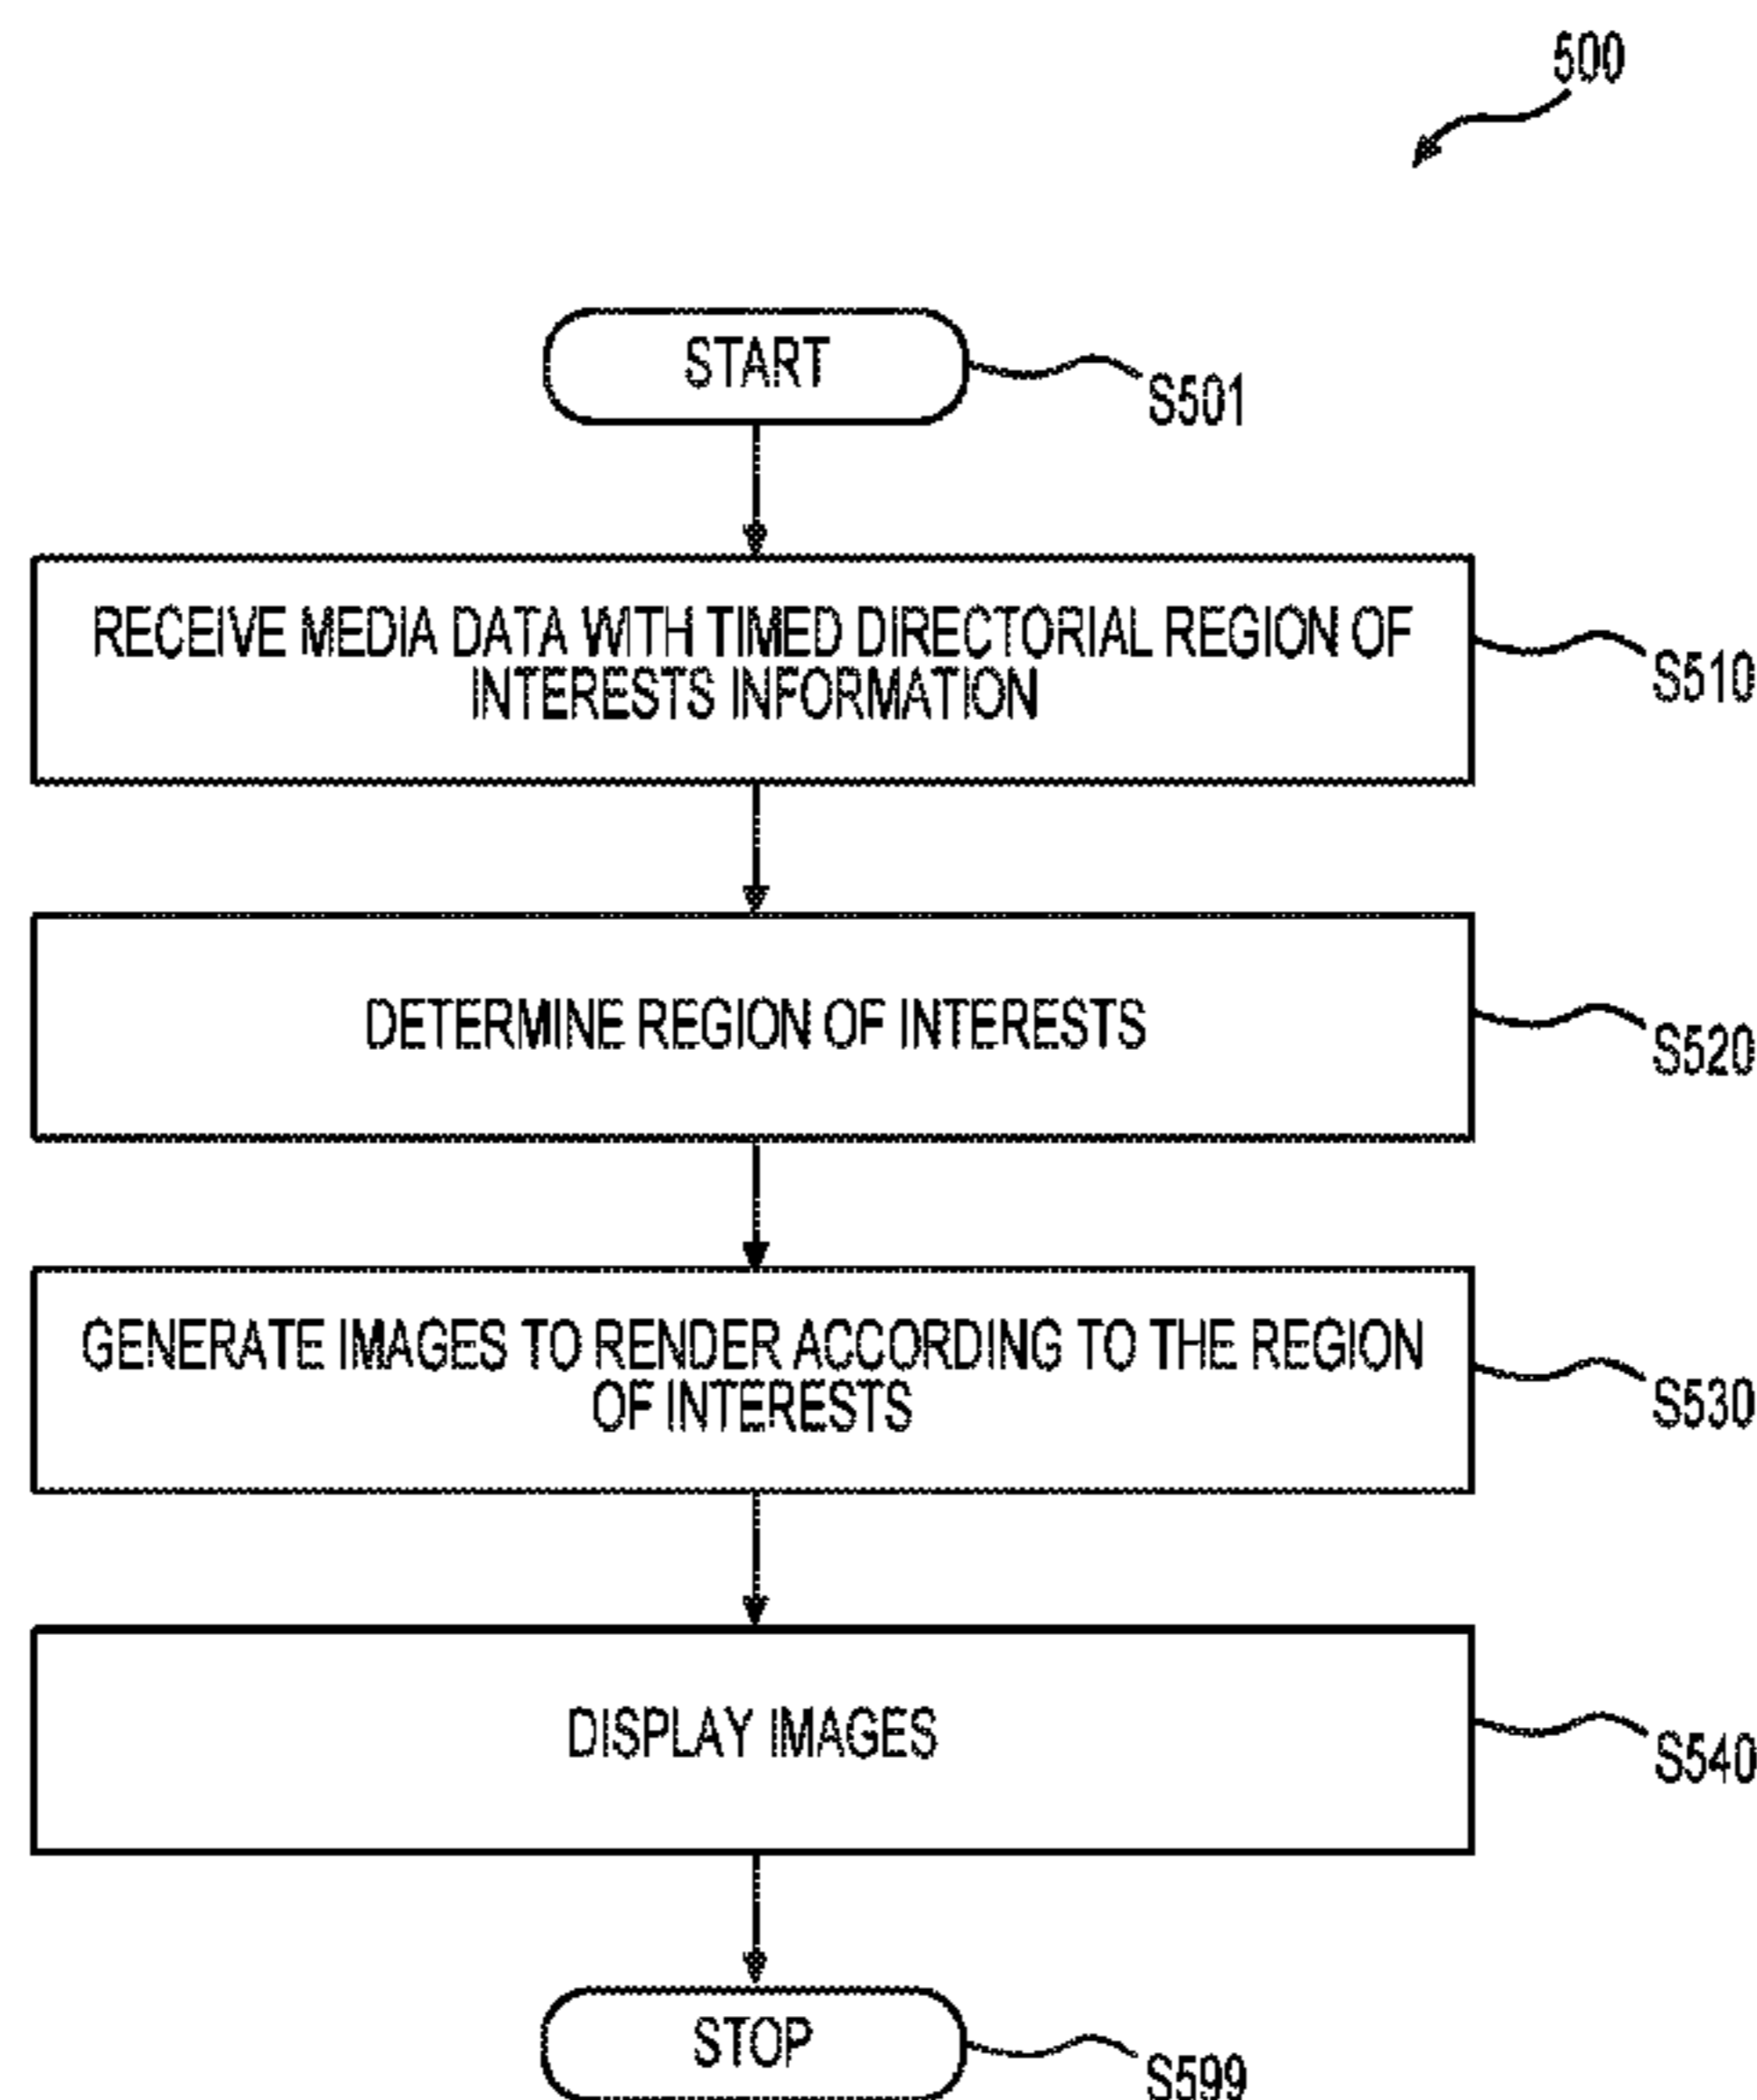 500
START
S501
RECEIVE MEDIA DATA WITH TIMED DIRECTORIAL REGION OF
INTERESTS INFORMATION
S510
DETERMINE REGION OF INTERESTS
S520
GENERATE IMAGES TO RENDER ACCORDING TO THE REGION
OF INTERESTS
S530
DISPLAY IMAGES
S540
STOP
S599